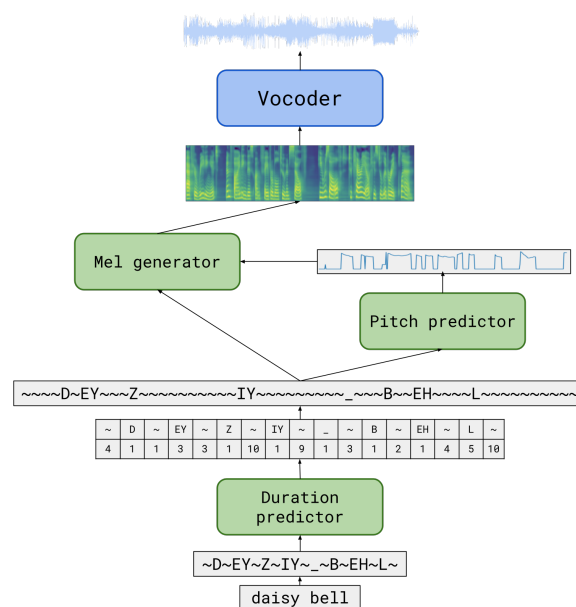 Vocoder
Mel generator
Pitch predictor
~~~~D~EY~~~Z~~~~~~~~~~IY~~~~~~~~~_~~~B~~EH~~~~L~~~~~~~~~~
~ D ~ EY ~ Z ~ IY ~ _ ~ B ~ EH ~ L ~
4 1 1 3 3 1 10 1 9 1 3 1 2 1 4 5 10
Duration
predictor
~D~EY~Z~IY~_~B~EH~L~
daisy bell